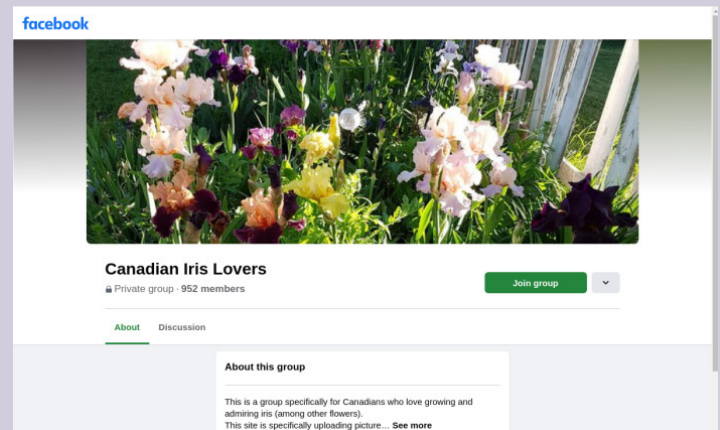 facebook
Canadian Iris Lovers
Private group · 952 members
Join group
About
Discussion
About this group
This is a group specifically for Canadians who love growing and
admiring iris (among other flowers).
This site is specifically uploading picture... See more